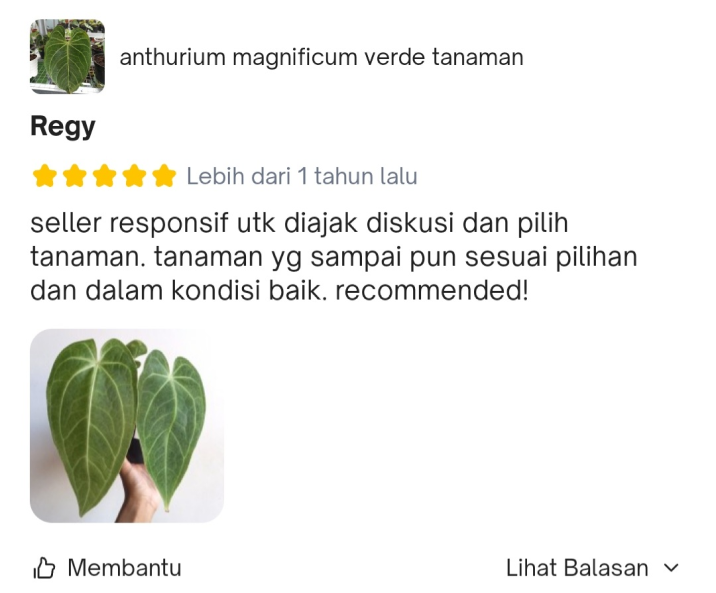 anthurium magnificum verde tanaman
Regy
Lebih dari 1 tahun lalu
seller responsif utk diajak diskusi dan pilih
tanaman. tanaman yg sampai pun sesuai pilihan
dan dalam kondisi baik. recommended!
Membantu
Lihat Balasan